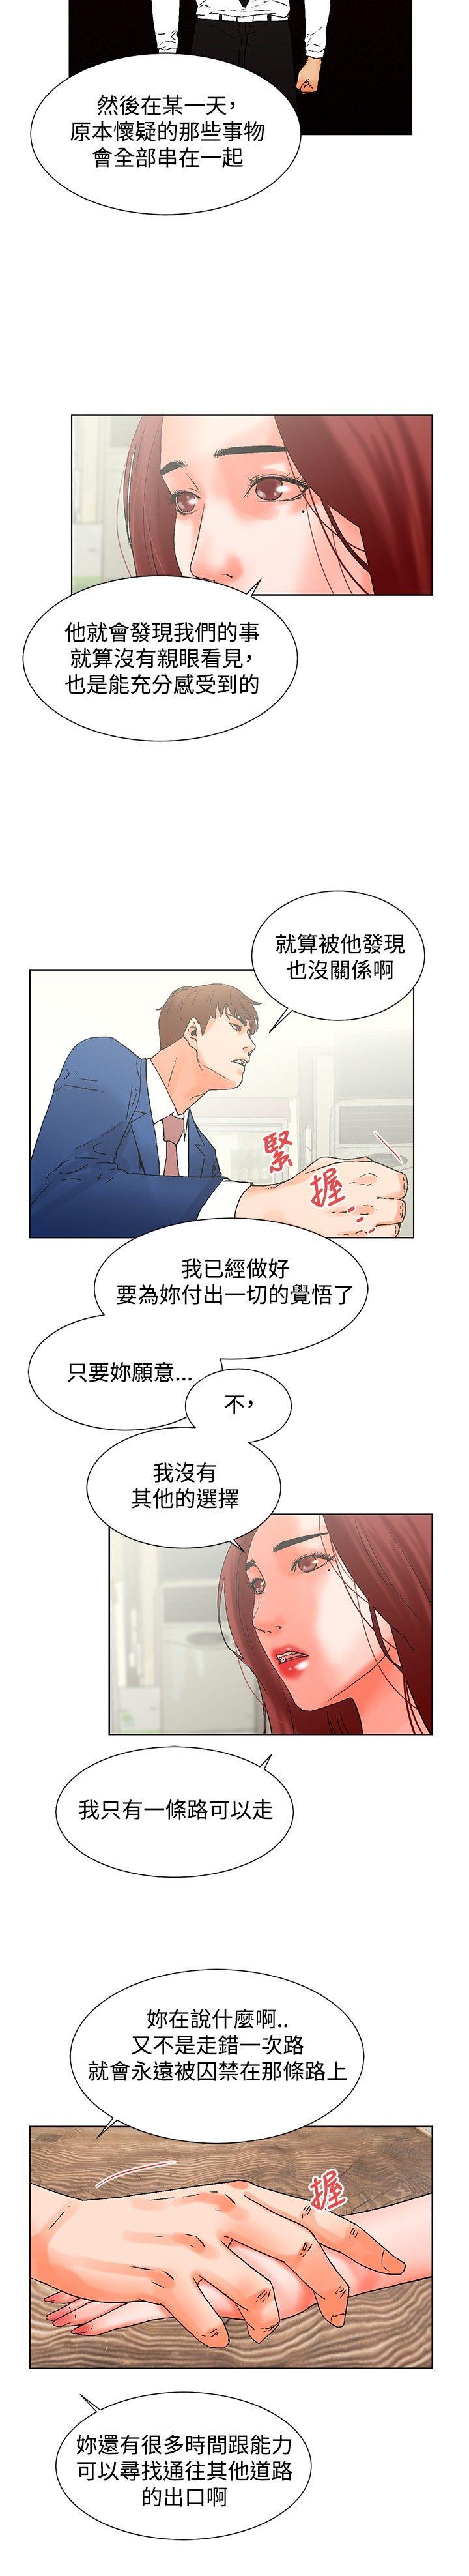 然後在某一天，
原本懷疑的那些事物
會全部串在一起
他就會發現我們的事
就算沒有親眼看見，
也是能充分感受到的
就算被他發現
也沒關係啊
緊
握
我已經做好
要為妳付出一切的覺悟了
只要妳願意...
不，
我沒有
其他的選擇
我只有一條路可以走
妳在說什麼啊..
又不是走錯一次路
就會永遠被囚禁在那條路上
握
妳還有很多時間跟能力
可以尋找通往其他道路
的出口啊